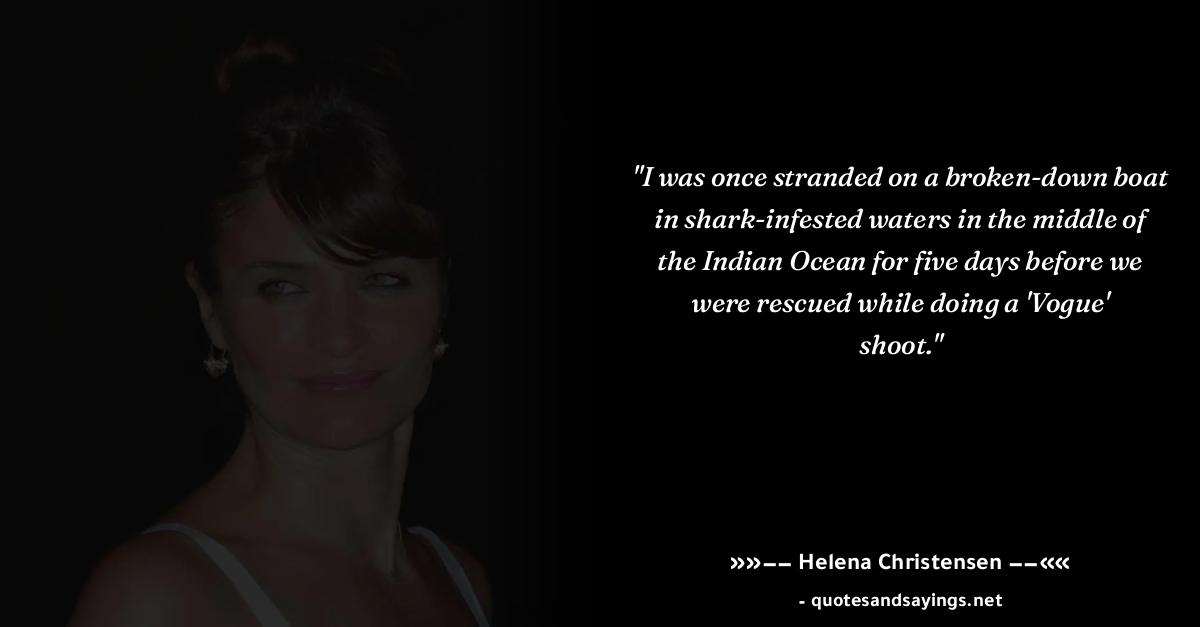 "I was once stranded on a broken-down boat
in shark-infested waters in the middle of
the Indian Ocean for five days before we
were rescued while doing a 'Vogue'
shoot."
»»–– Helena Christensen ––««
- quotesandsayings.net